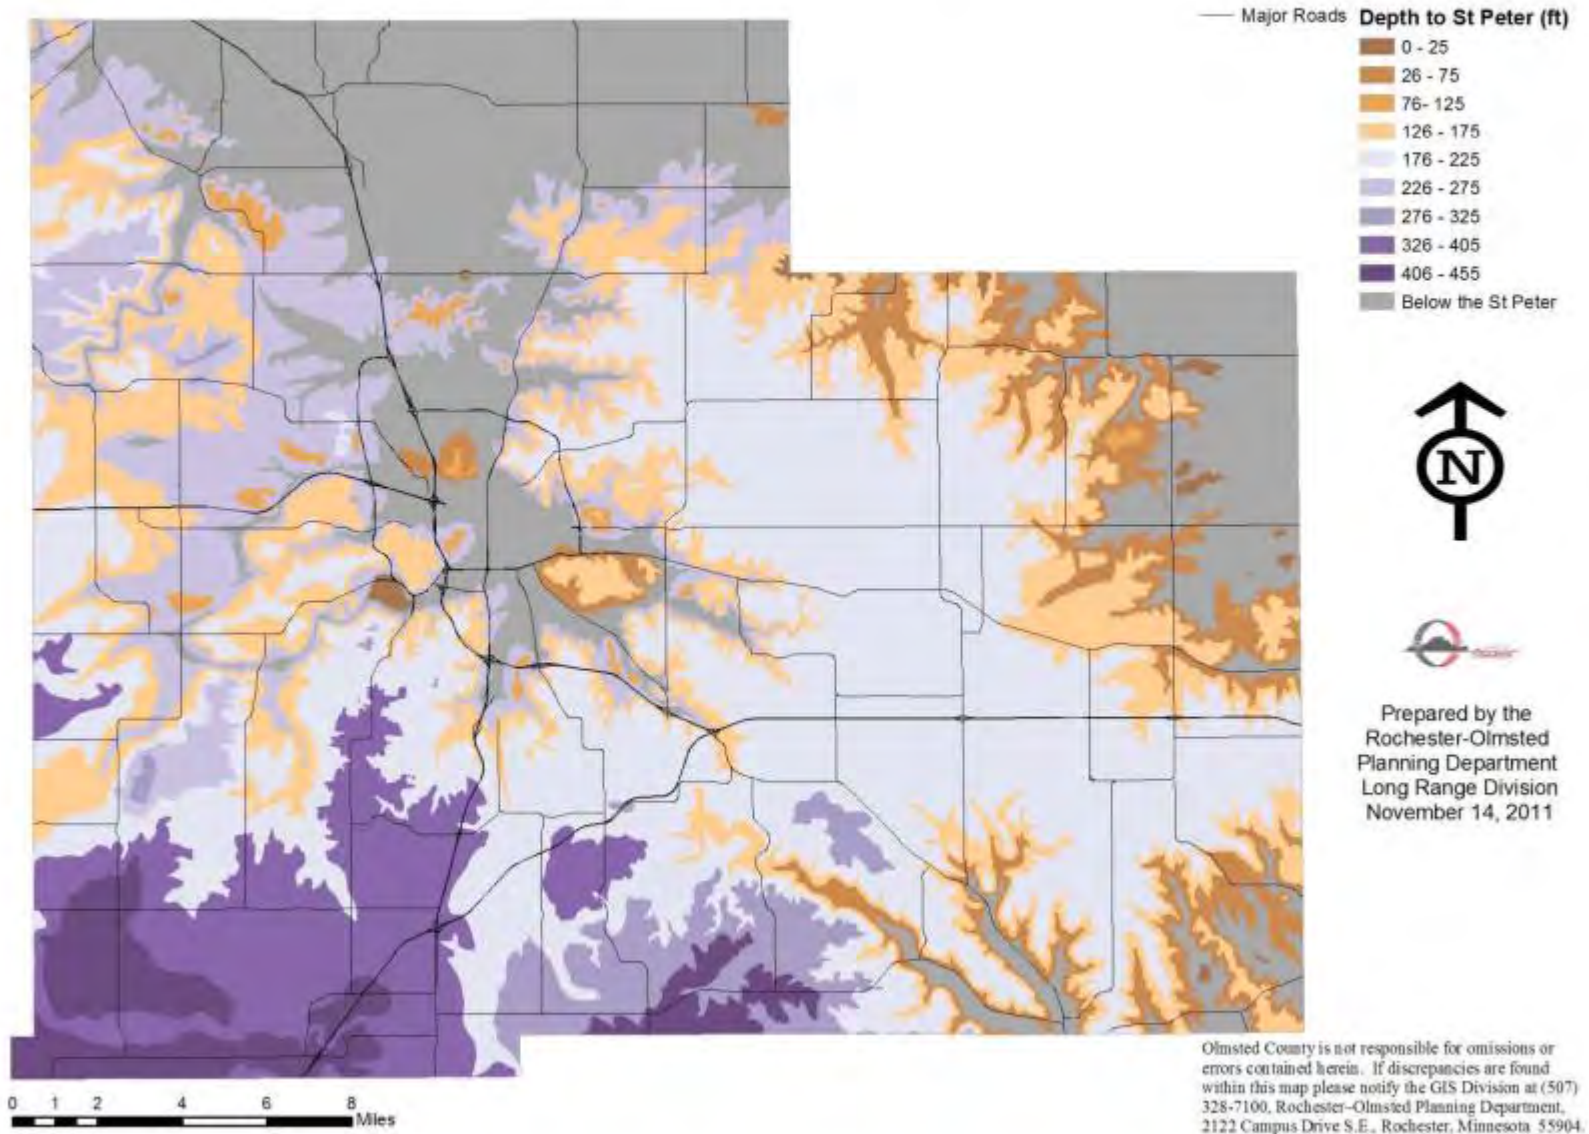 Major Roads
Depth to St Peter (ft)
0 - 25
26 - 75
76- 125
126 - 175
176 - 225
226 - 275
276 - 325
326 - 405
406 - 455
Below the St Peter
N
Prepared by the
Rochester-Olmsted
Planning Department
Long Range Division
November 14, 2011
Olmsted County is not responsible for omissions or
errors contained herein. If discrepancies are found
within this map please notify the GIS Division at (507)
328-7100, Rochester-Olmsted Planning Department,
2122 Campus Drive S.E., Rochester, Minnesota 55904.
0 1 2 4 6 8
Miles